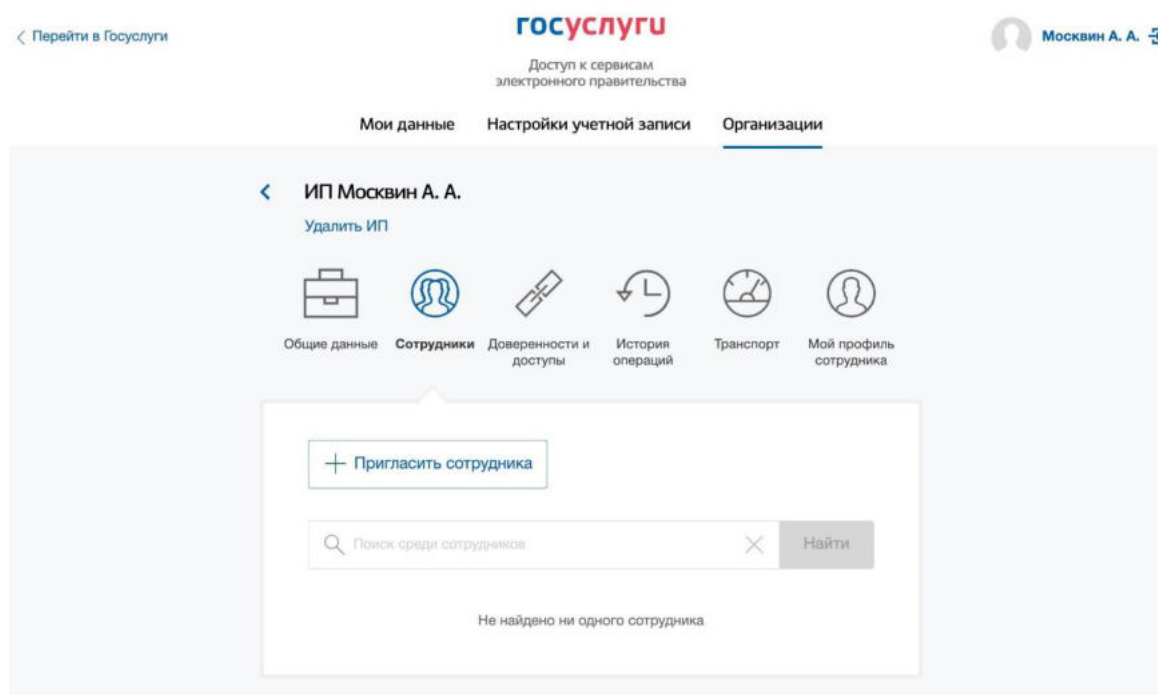 Перейти в Госуслуги
госуслуги
Москвин А. А.
Доступ к сервисам
электронного правительства
Мои данные Настройки учетной записи Организации
ИП Москвин А. А.
Удалить ИП
Общие данные Сотрудники Доверенности и доступы История операций Транспорт Мой профиль сотрудника
+ Пригласить сотрудника
Поиск среди сотрудников Найти
Не найдено ни одного сотрудника